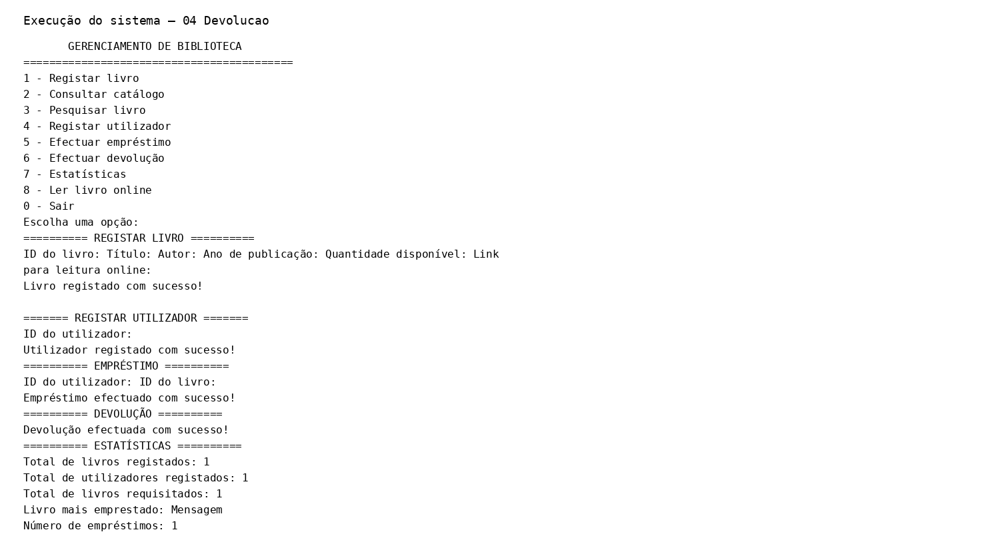 Execução do sistema — 04 Devolucao
GERENCIAMENTO DE BIBLIOTECA
==========================================
1 - Registar livro
2 - Consultar catálogo
3 - Pesquisar livro
4 - Registar utilizador
5 - Efectuar empréstimo
6 - Efectuar devolução
7 - Estatísticas
8 - Ler livro online
0 - Sair
Escolha uma opção:
========== REGISTAR LIVRO ==========
ID do livro: Título: Autor: Ano de publicação: Quantidade disponível: Link
para leitura online:
Livro registado com sucesso!
======= REGISTAR UTILIZADOR =======
ID do utilizador:
Utilizador registado com sucesso!
========== EMPRÉSTIMO ==========
ID do utilizador: ID do livro:
Empréstimo efectuado com sucesso!
========== DEVOLUÇÃO ==========
Devolução efectuada com sucesso!
========== ESTATÍSTICAS ==========
Total de livros registados: 1
Total de utilizadores registados: 1
Total de livros requisitados: 1
Livro mais emprestado: Mensagem
Número de empréstimos: 1